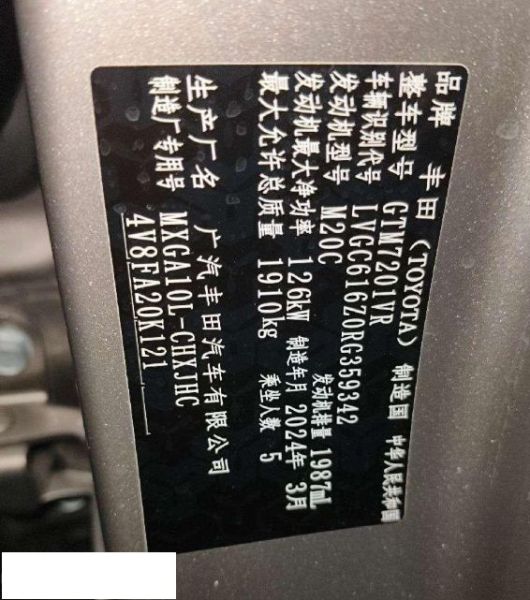 品牌 丰田（TOYOTA） 制造国 中华人民共和国
整车型号 GTM7201VR
车辆识别代号 LVGC616Z0RG359342
发动机型号 M20C 发动机排量 1987mL
发动机最大净功率 126kW 制造年月 2024年 3月
最大允许总质量 1910kg 乘坐人数 5
生产厂名 广汽丰田汽车有限公司
制造厂专用号 MXGA10L-CHXJHC
4V8FA20K121